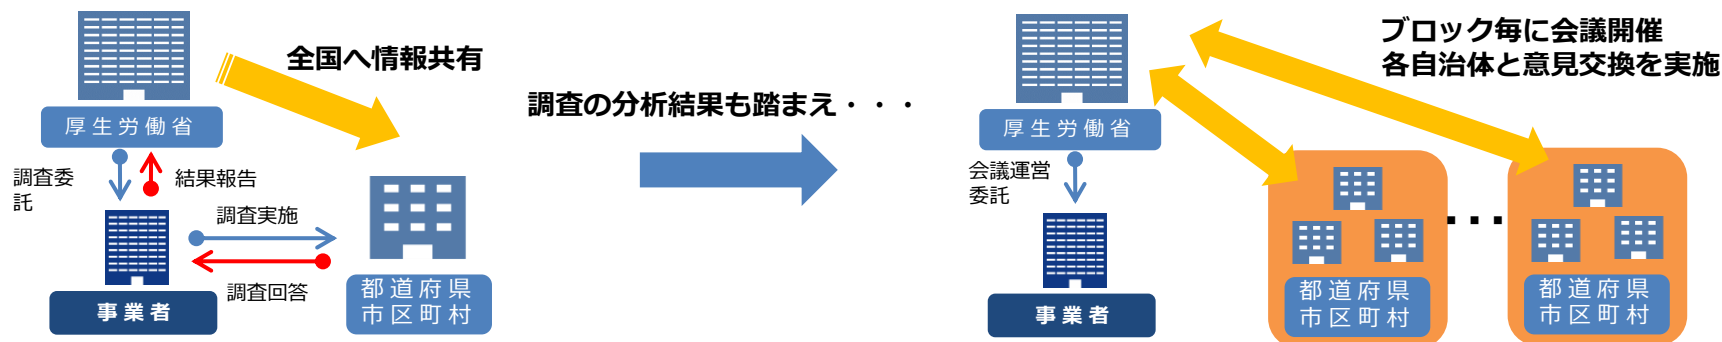 全国へ情報共有
厚生労働省
調査委
託
結果報告
調査実施
調査回答
事業者
都道府県
市区町村
調査の分析結果も踏まえ・・・
ブロック毎に会議開催
各自治体と意見交換を実施
厚生労働省
会議運営
委託
事業者
都道府県
市区町村
・・・
都道府県
市区町村